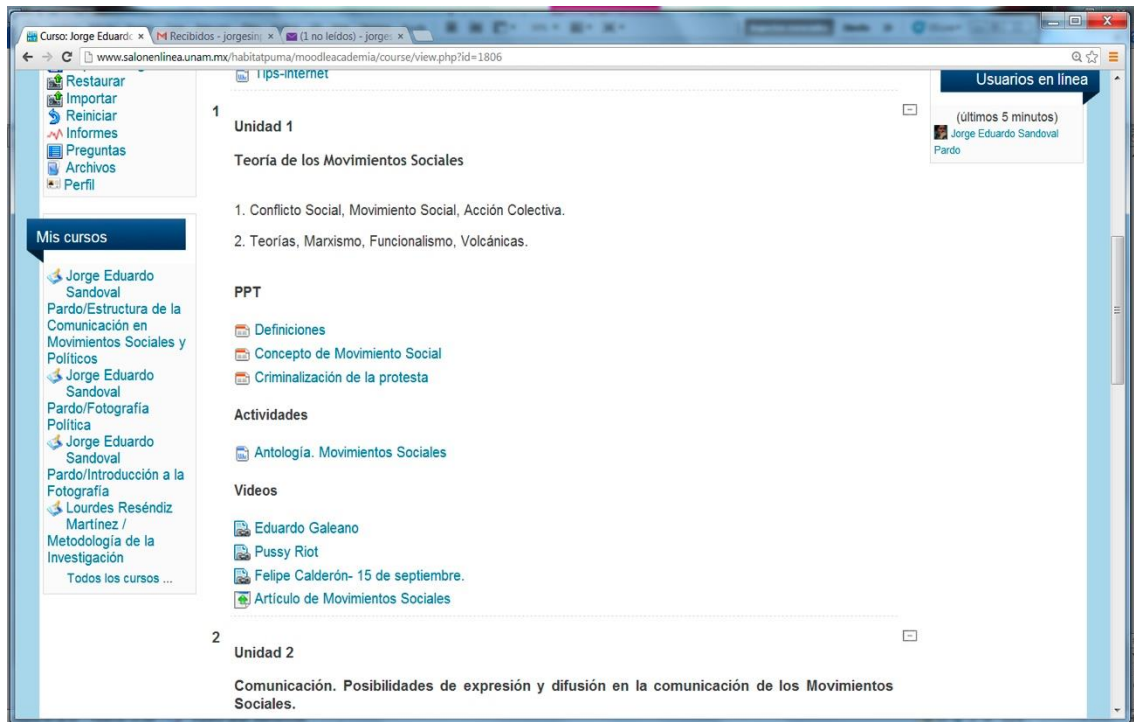 Curso: Jorge Eduardo
Recibidos - jorgesin
(1 no leídos) - jorges
www.salonenlinea.unam.mx/habitatpuma/moodleacademia/course/view.php?id=1806
Restaurar
Importar
Reiniciar
Informes
Preguntas
Archivos
Perfil
Mis cursos
Jorge Eduardo
Sandoval
Pardo/Estructura de la
Comunicación en
Movimientos Sociales y
Políticos
Jorge Eduardo
Sandoval
Pardo/Fotografía
Política
Jorge Eduardo
Sandoval
Pardo/Introducción a la
Fotografía
Lourdes Reséndiz
Martínez /
Metodología de la
Investigación
Todos los cursos ...
Tips-internet
1
Unidad 1
Teoría de los Movimientos Sociales
1. Conflicto Social, Movimiento Social, Acción Colectiva.
2. Teorías, Marxismo, Funcionalismo, Volcánicas.
PPT
Definiciones
Concepto de Movimiento Social
Criminalización de la protesta
Actividades
Antología. Movimientos Sociales
Videos
Eduardo Galeano
Pussy Riot
Felipe Calderón- 15 de septiembre.
Artículo de Movimientos Sociales
2
Unidad 2
Comunicación. Posibilidades de expresión y difusión en la comunicación de los Movimientos
Sociales.
Usuarios en línea
(últimos 5 minutos)
Jorge Eduardo Sandoval
Pardo